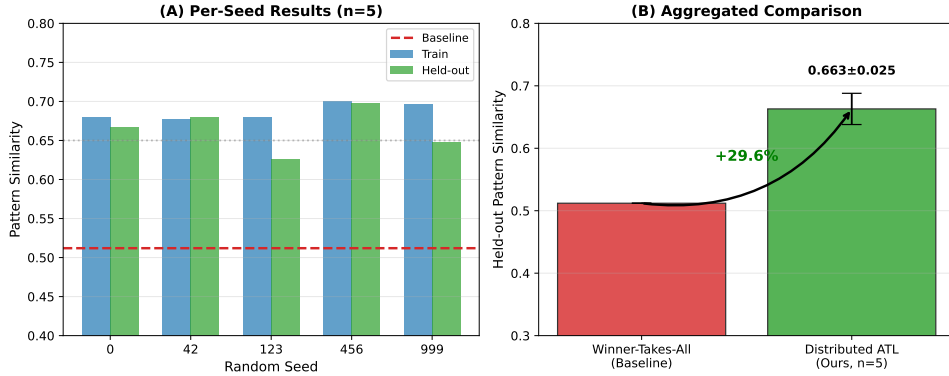 (A) Per-Seed Results (n=5)
Pattern Similarity
0.80
0.75
0.70
0.65
0.60
0.55
0.50
0.45
0.40
Baseline
Train
Held-out
0
42
123
456
999
Random Seed
(B) Aggregated Comparison
Held-out Pattern Similarity
0.8
0.7
0.6
0.5
0.4
0.3
0.663±0.025
+29.6%
Winner-Takes-All
(Baseline)
Distributed ATL
(Ours, n=5)